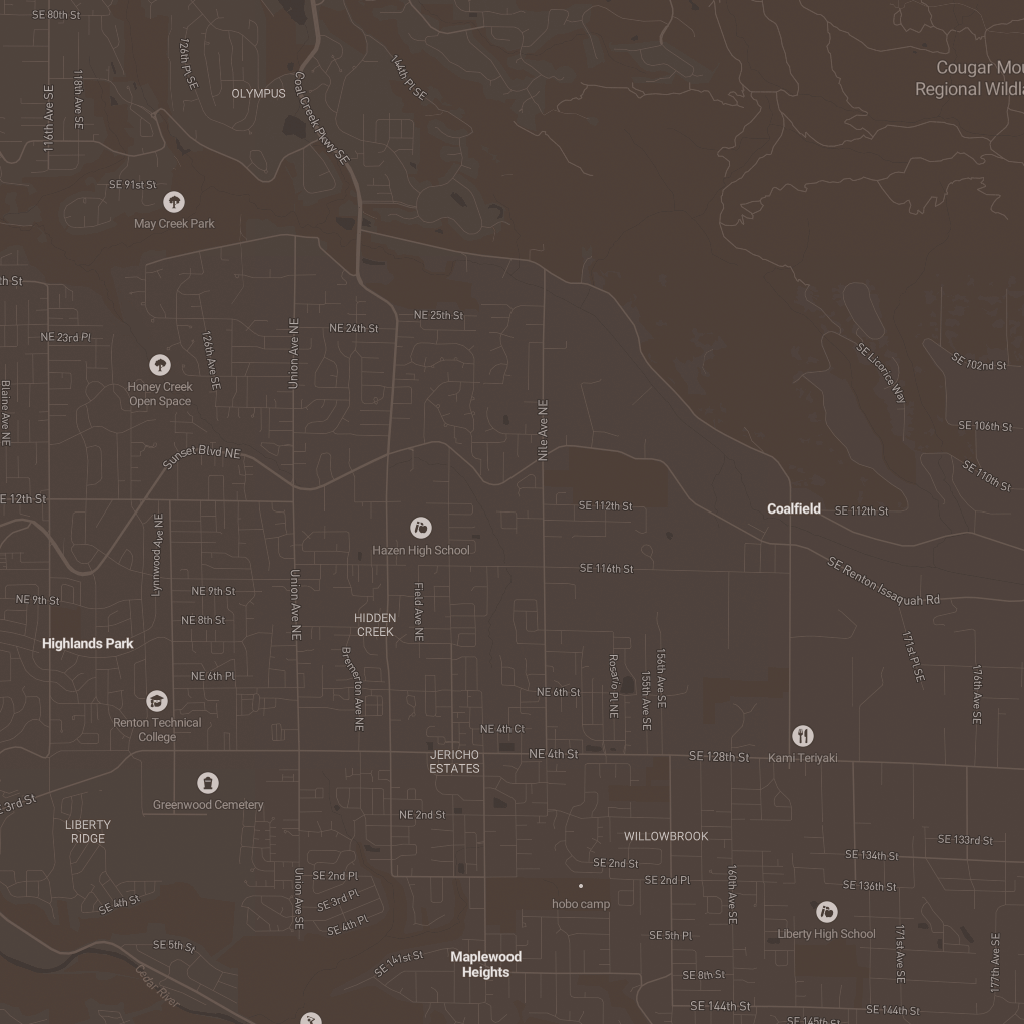 SE 80th St
126th Pl SE
144th Pl SE
Cougar Mou
Regional Wildla
118th Ave SE
116th Ave SE
OLYMPUS
Coal Creek Pkwy SE
SE 91st St
May Creek Park
th St
NE 25th St
NE 24th St
NE 23rd Pl
126th Ave SE
Union Ave NE
SE Licorice Way
SE 102nd St
Honey Creek
Open Space
Blaine Ave NE
Nile Ave NE
SE 106th St
Sunset Blvd NE
SE 110th St
E 12th St
SE 112th St
Coalfield
SE 112th St
Lynnwood Ave NE
Hazen High School
SE 116th St
SE Renton Issaquah Rd
NE 9th St
NE 9th St
Union Ave NE
Field Ave NE
NE 8th St
HIDDEN
CREEK
Highlands Park
171st Pl SE
NE 6th Pl
Bremerton Ave NE
Rosario Pl NE
156th Ave SE
155th Ave SE
176th Ave SE
NE 6th St
Renton Technical
College
NE 4th Ct
JERICHO
ESTATES
NE 4th St
SE 128th St
Kami Teriyaki
Greenwood Cemetery
E 3rd St
NE 2nd St
LIBERTY
RIDGE
WILLOWBROOK
SE 133rd St
SE 134th St
SE 2nd St
SE 2nd Pl
SE 2nd Pl
SE 136th St
Union Ave SE
160th Ave SE
SE 3rd Pl
SE 4th St
hobo camp
SE 4th Pl
Liberty High School
SE 5th Pl
171st Ave SE
177th Ave SE
SE 5th St
Maplewood
Heights
SE 141st St
Cedar River
SE 8th St
SE 144th St
SE 144th St
SE 145th St